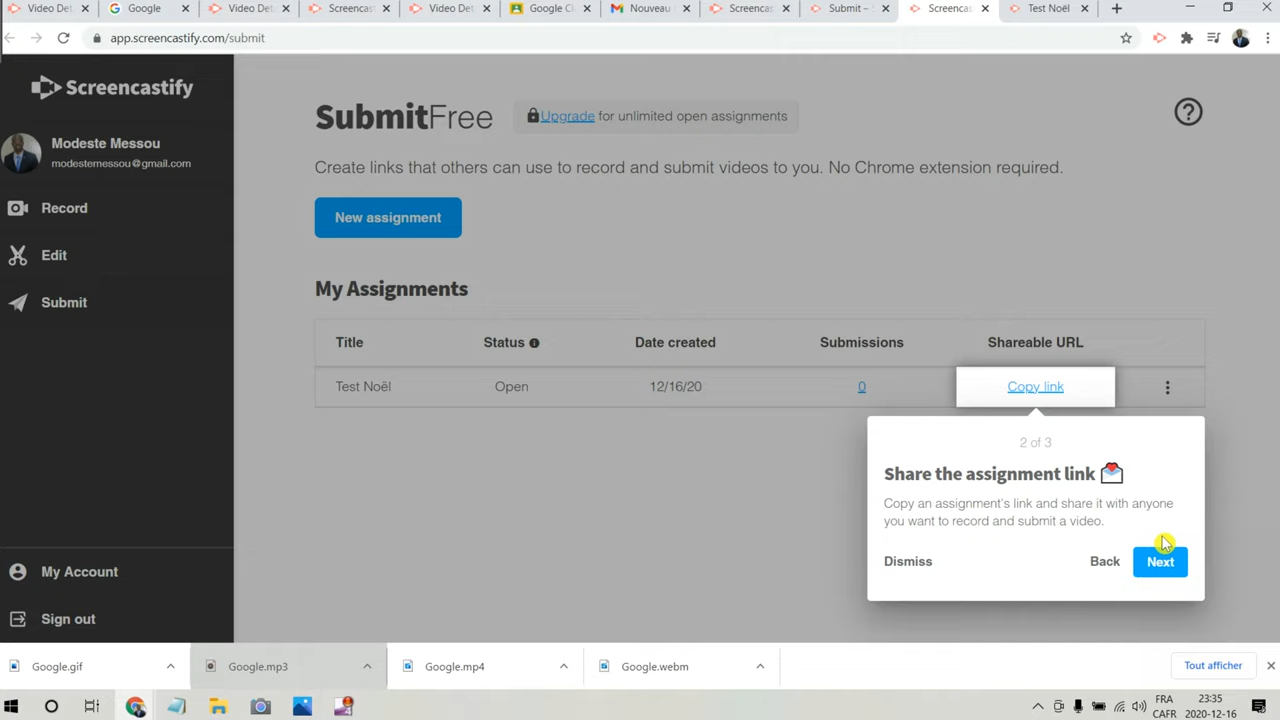 Video De
Google
Video De
Screencast
Video De
Google Cl
Nouveau
Screencas
Submit – S
Screencas
Test Noël
app.screencastify.com/submit
Screencastify
Modeste Messou
modestemessou@gmail.com
Record
Edit
Submit
My Account
Sign out
SubmitFree
Upgrade for unlimited open assignments
Create links that others can use to record and submit videos to you. No Chrome extension required.
New assignment
My Assignments
Title Status Date created Submissions Shareable URL
Test Noël Open 12/16/20 0 Copy link
2 of 3
Share the assignment link
Copy an assignment's link and share it with anyone
you want to record and submit a video.
Dismiss Back Next
Google.gif Google.mp3 Google.mp4 Google.webm Tout afficher
FRA
CAFR
23:35
2020-12-16